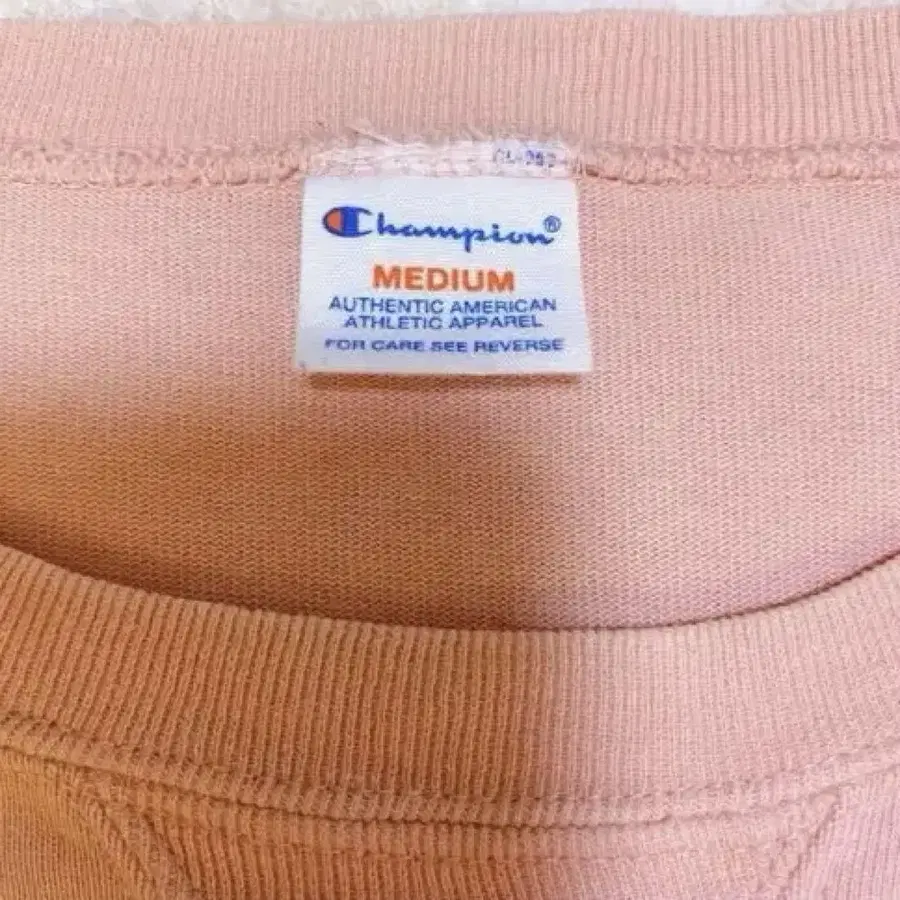 Champion®
MEDIUM
AUTHENTIC AMERICAN
ATHLETIC APPAREL
FOR CARE SEE REVERSE